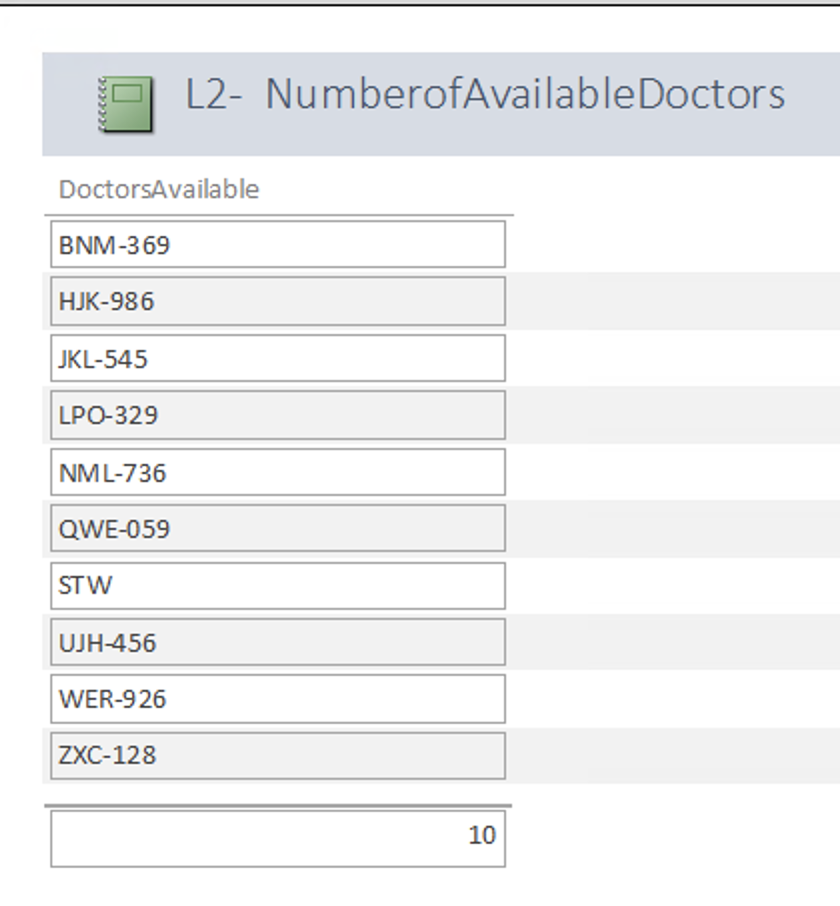 L2- NumberofAvailableDoctors
DoctorsAvailable
BNM-369
HJK-986
JKL-545
LPO-329
NML-736
QWE-059
STW
UJH-456
WER-926
ZXC-128
10